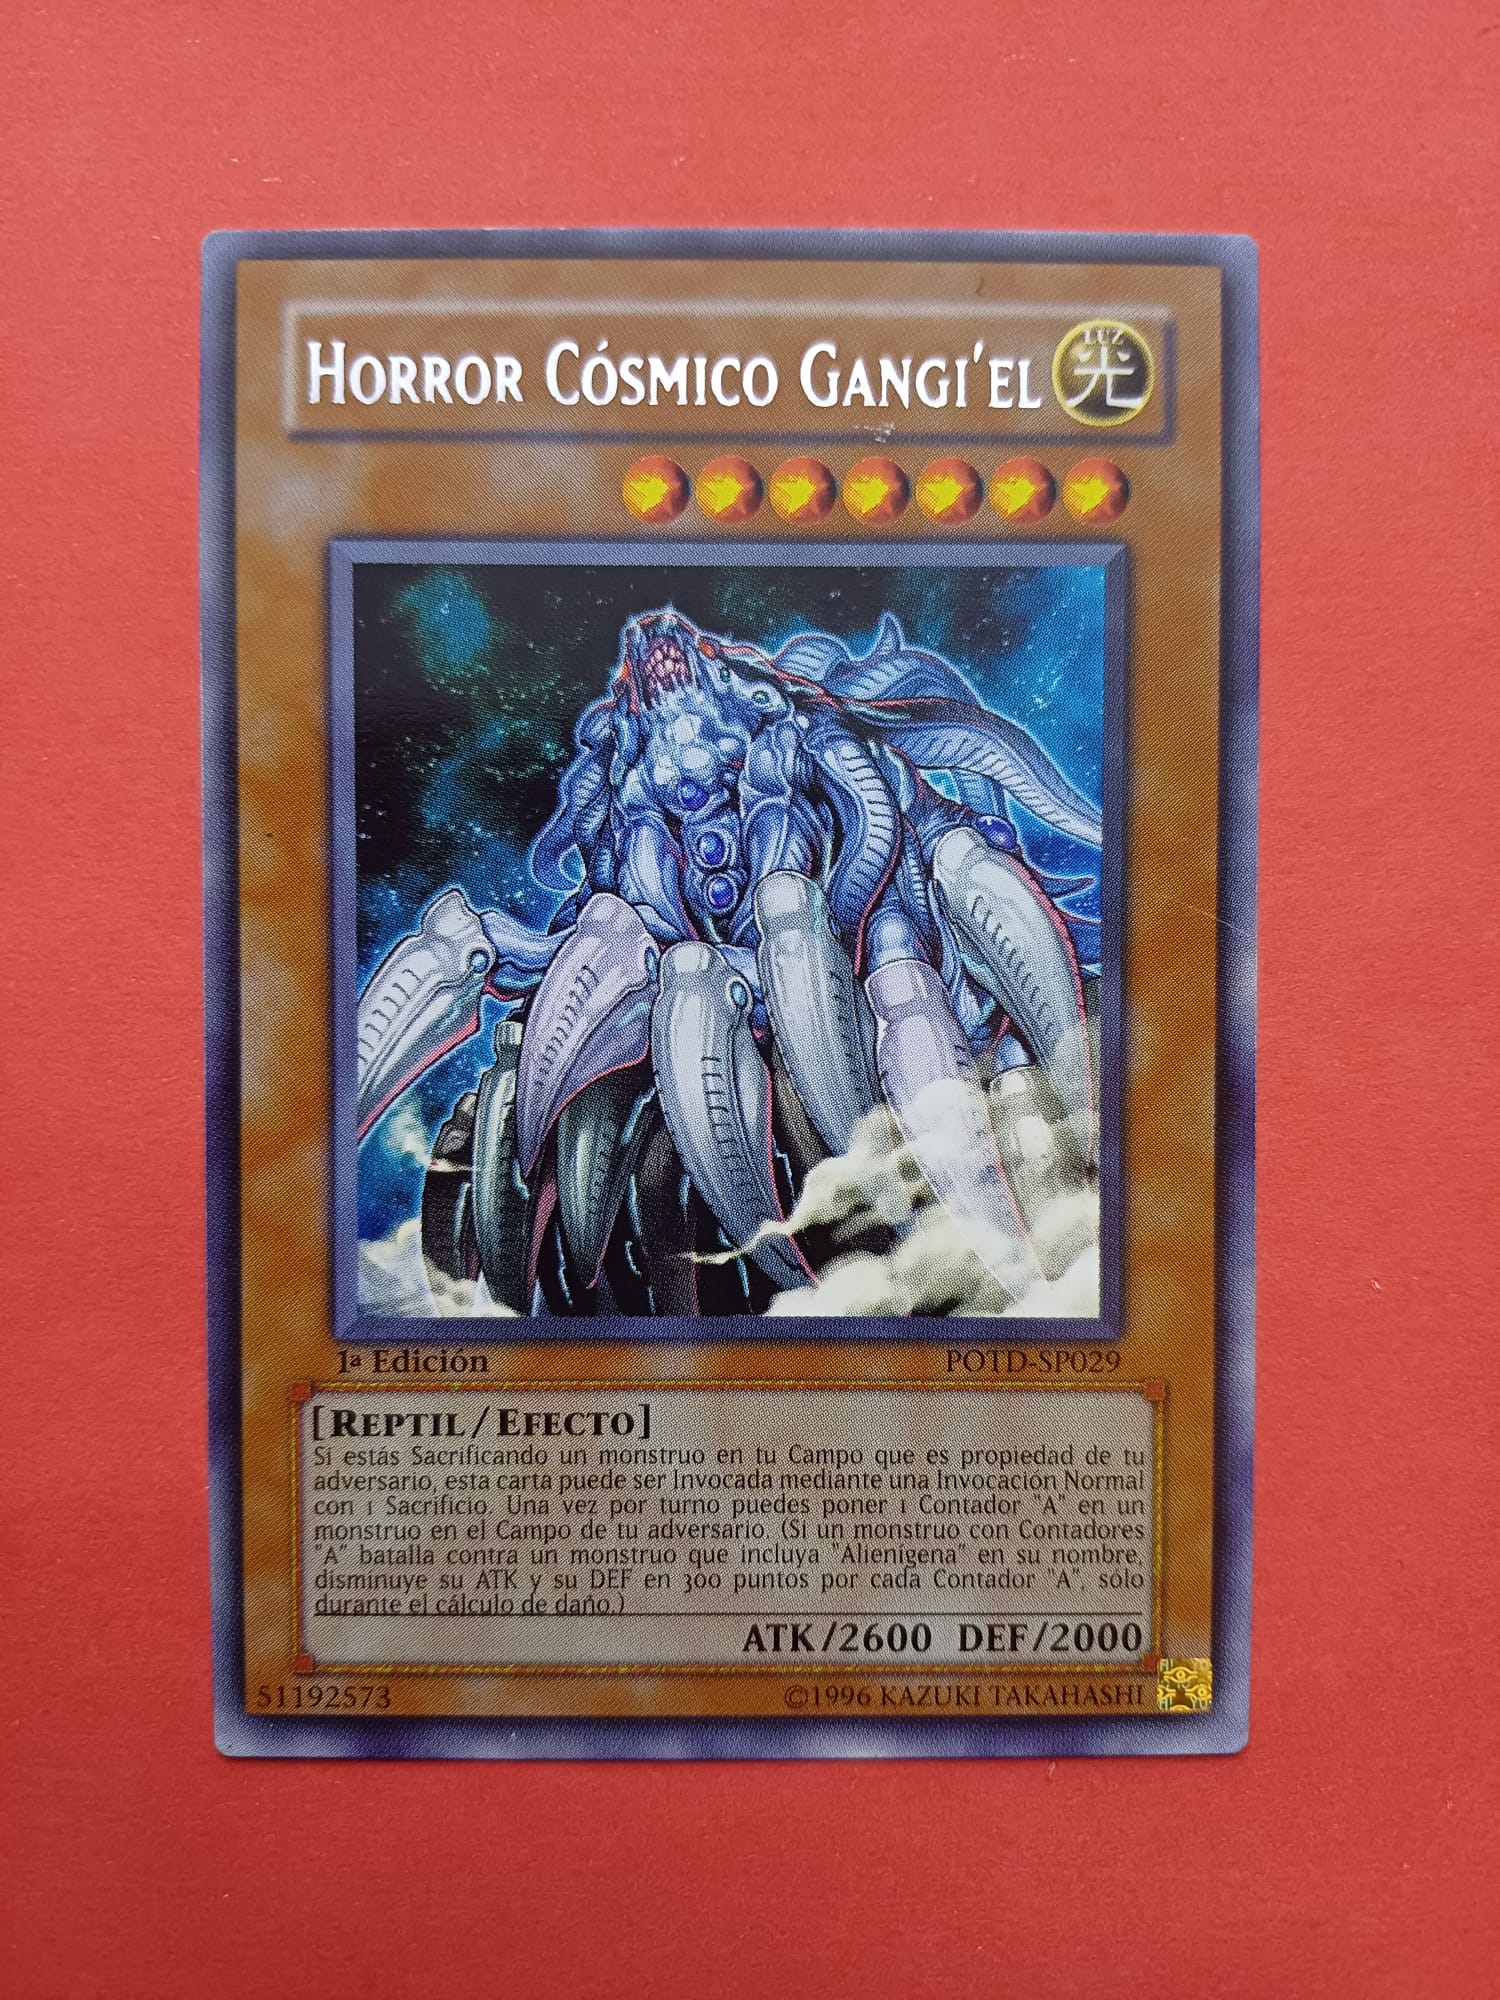 HORROR CÓSMICO GANGI'EL
LUZ
光
1ª Edición
POTD-SP029
[REPTIL/EFECTO]
Si estás Sacrificando un monstruo en tu Campo que es propiedad de tu
adversario, esta carta puede ser Invocada mediante una Invocación Normal
con 1 Sacrificio. Una vez por turno puedes poner 1 Contador "A" en un
monstruo en el Campo de tu adversario. (Si un monstruo con Contadores
"A" batalla contra un monstruo que incluya "Alienígena" en su nombre,
disminuye su ATK y su DEF en 300 puntos por cada Contador "A", sólo
durante el cálculo de daño.)
ATK/2600 DEF/2000
51192573
©1996 KAZUKI TAKAHASHI